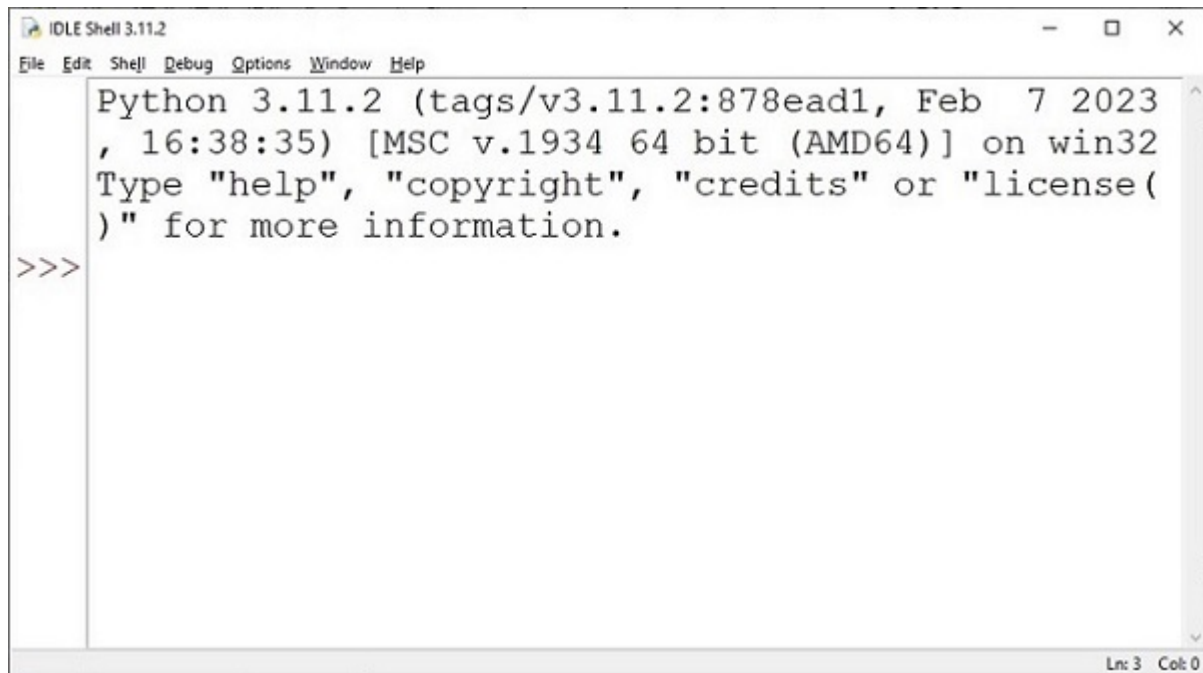 IDLE Shell 3.11.2
File Edit Shell Debug Options Window Help
Python 3.11.2 (tags/v3.11.2:878ead1, Feb  7 2023
, 16:38:35) [MSC v.1934 64 bit (AMD64)] on win32
Type "help", "copyright", "credits" or "license(
)" for more information.
>>>
Ln: 3 Col: 0